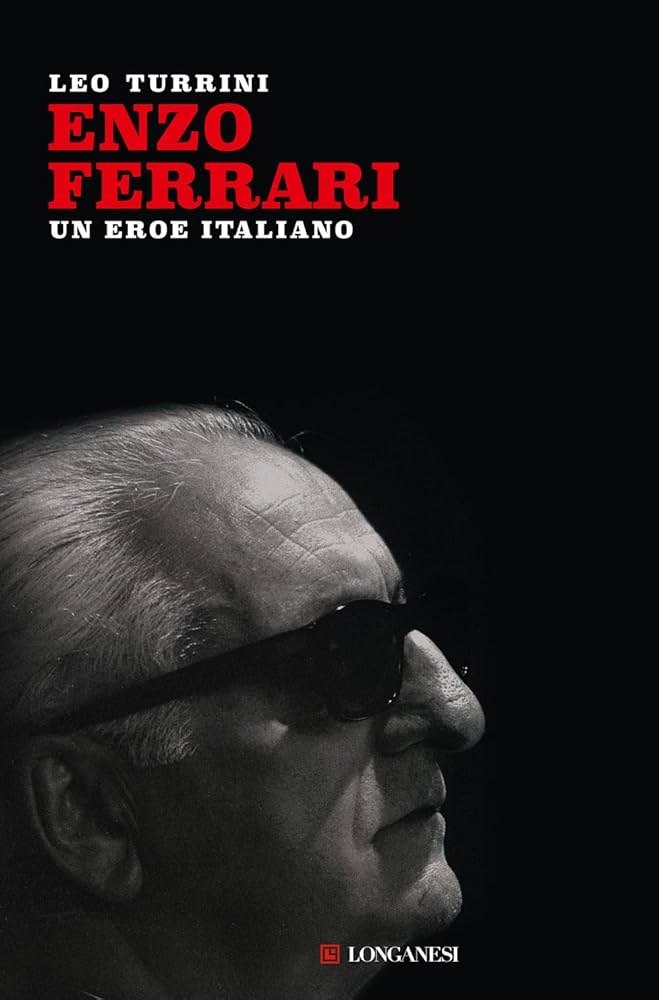 LEO TURRINI
ENZO
FERRARI
UN EROE ITALIANO
LONGANESI